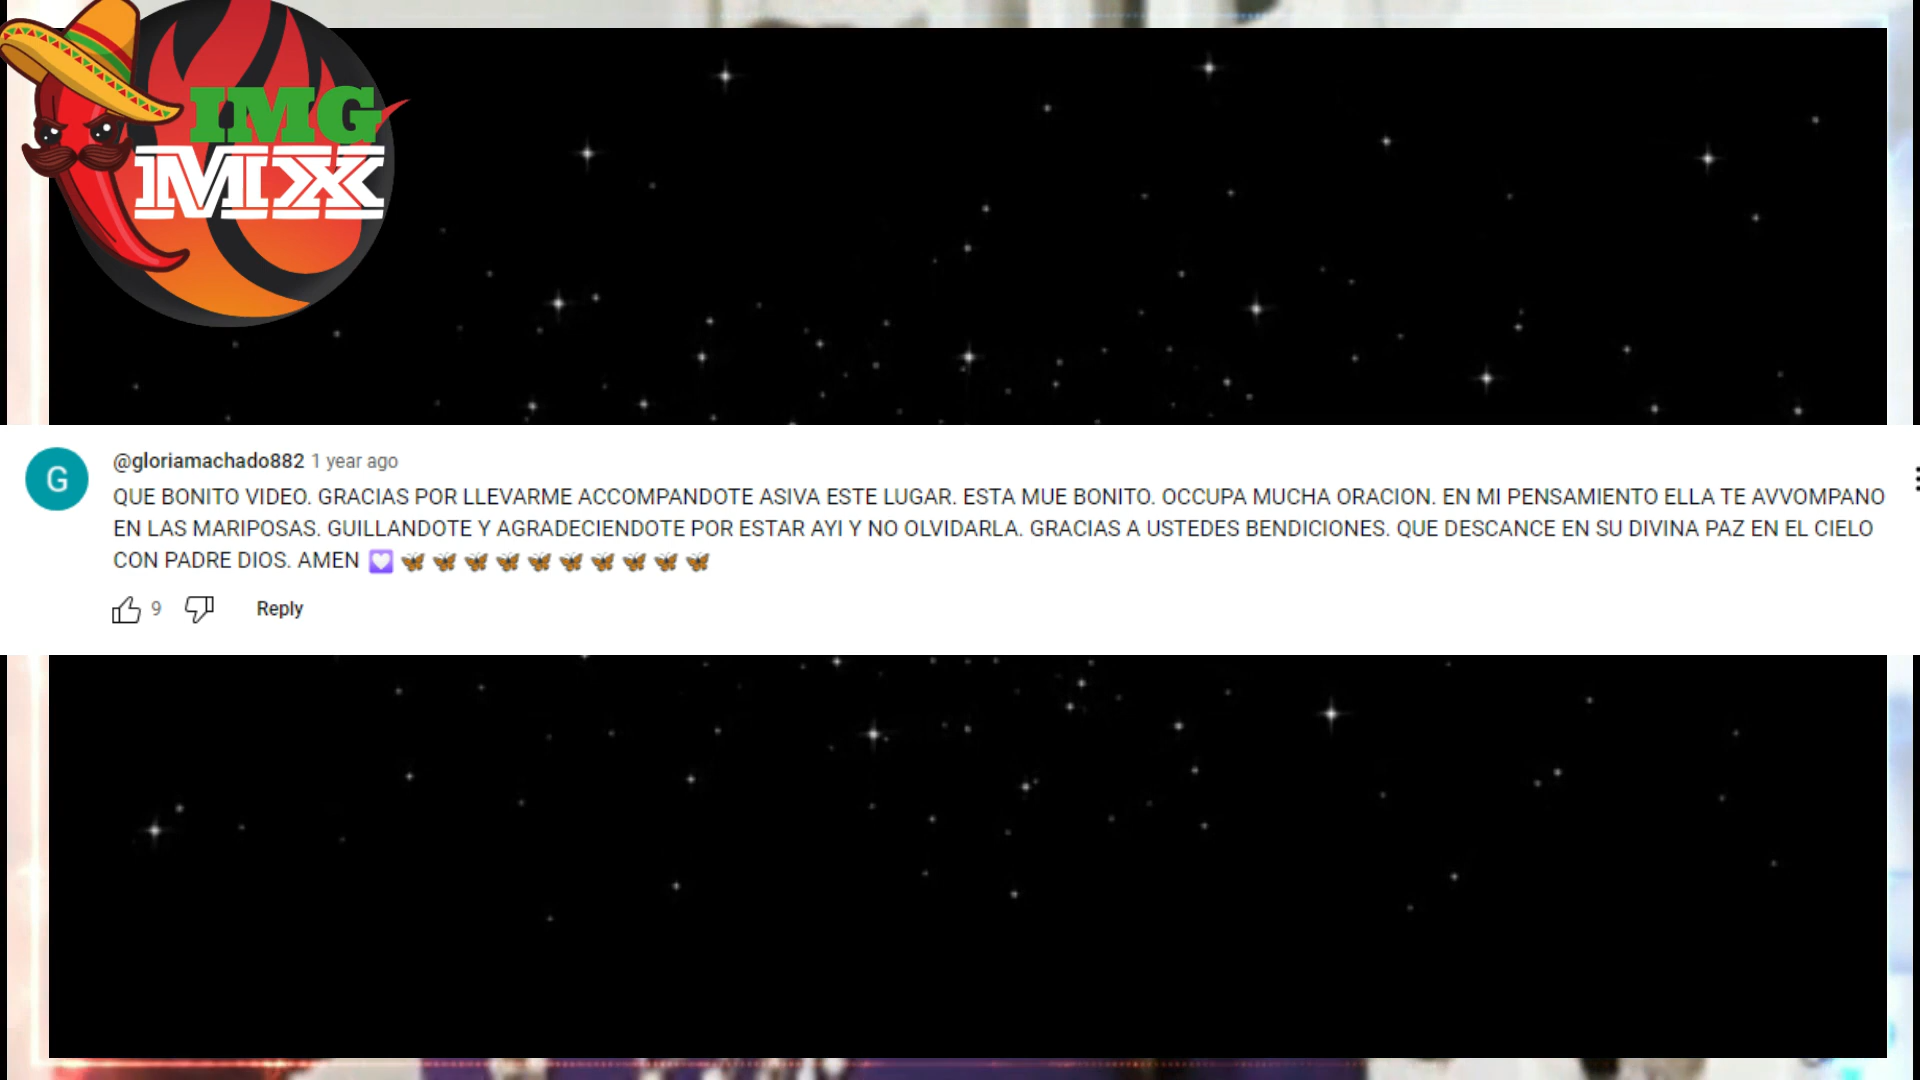 IMG
MX
G
@gloriamachado882 1 year ago
QUE BONITO VIDEO. GRACIAS POR LLEVARME ACCOMPANDOTE ASIVA ESTE LUGAR. ESTA MUE BONITO. OCCUPA MUCHA ORACION. EN MI PENSAMIENTO ELLA TE AVVOMPANO
EN LAS MARIPOSAS. GUILLANDOTE Y AGRADECIENDOTE POR ESTAR AYI Y NO OLVIDARLA. GRACIAS A USTEDES BENDICIONES. QUE DESCANCE EN SU DIVINA PAZ EN EL CIELO
CON PADRE DIOS. AMEN 💟 🦋 🦋 🦋 🦋 🦋 🦋 🦋 🦋 🦋 🦋
9 Reply